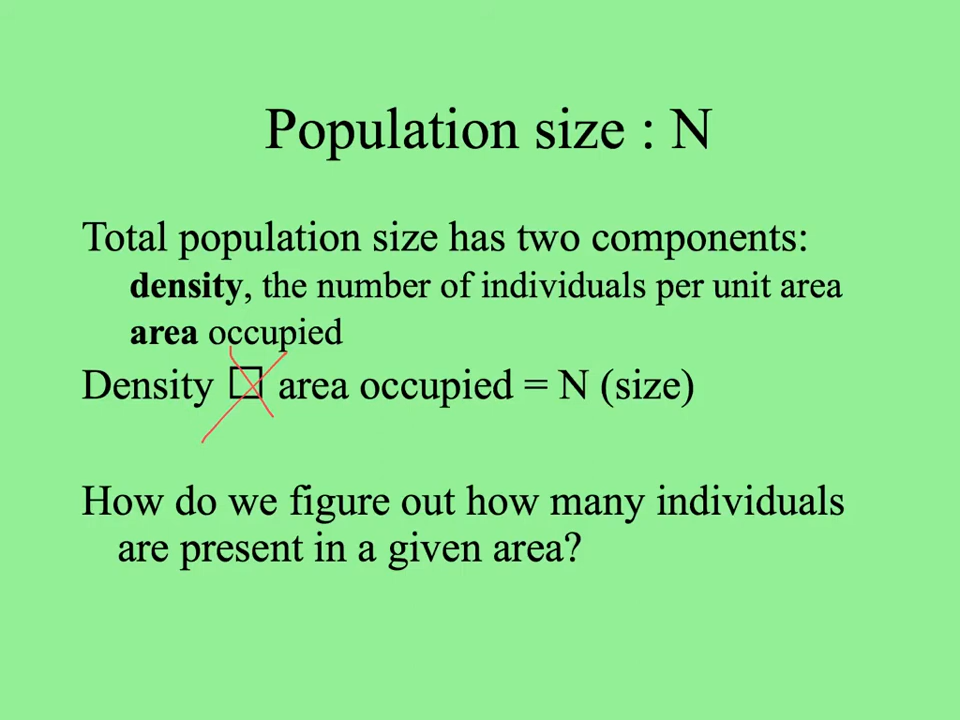 Population size : N
Total population size has two components:
density, the number of individuals per unit area
area occupied
Density □ area occupied = N (size)
How do we figure out how many individuals
are present in a given area?